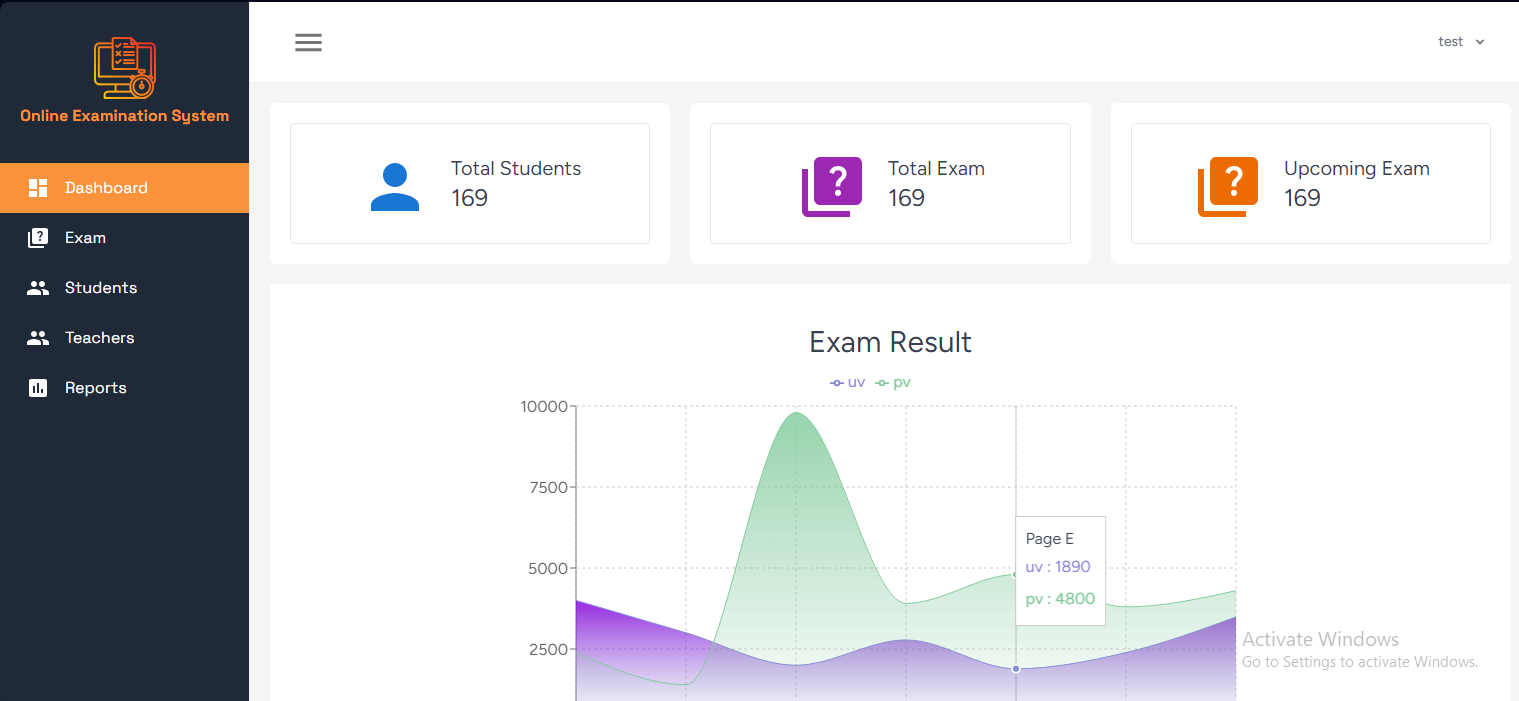 test
Online Examination System
Dashboard
Exam
Students
Teachers
Reports
Total Students
169
?
Total Exam
169
?
Upcoming Exam
169
Exam Result
uv pv
10000
7500
5000
2500
Page E
uv : 1890
pv : 4800
Activate Windows
Go to Settings to activate Windows.